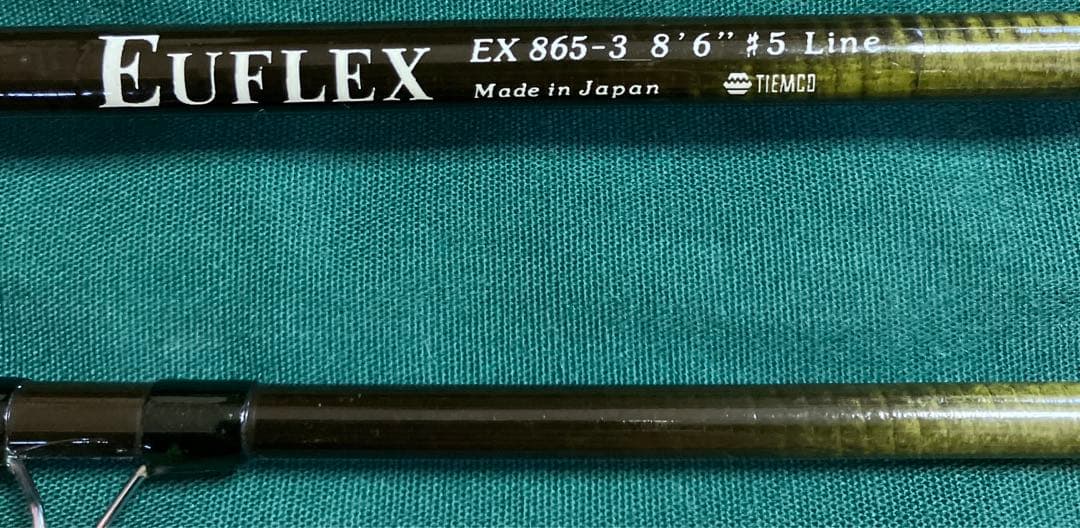 EUFLEX EX 865-3 8'6" #5 Line
Made in Japan TIEMCO